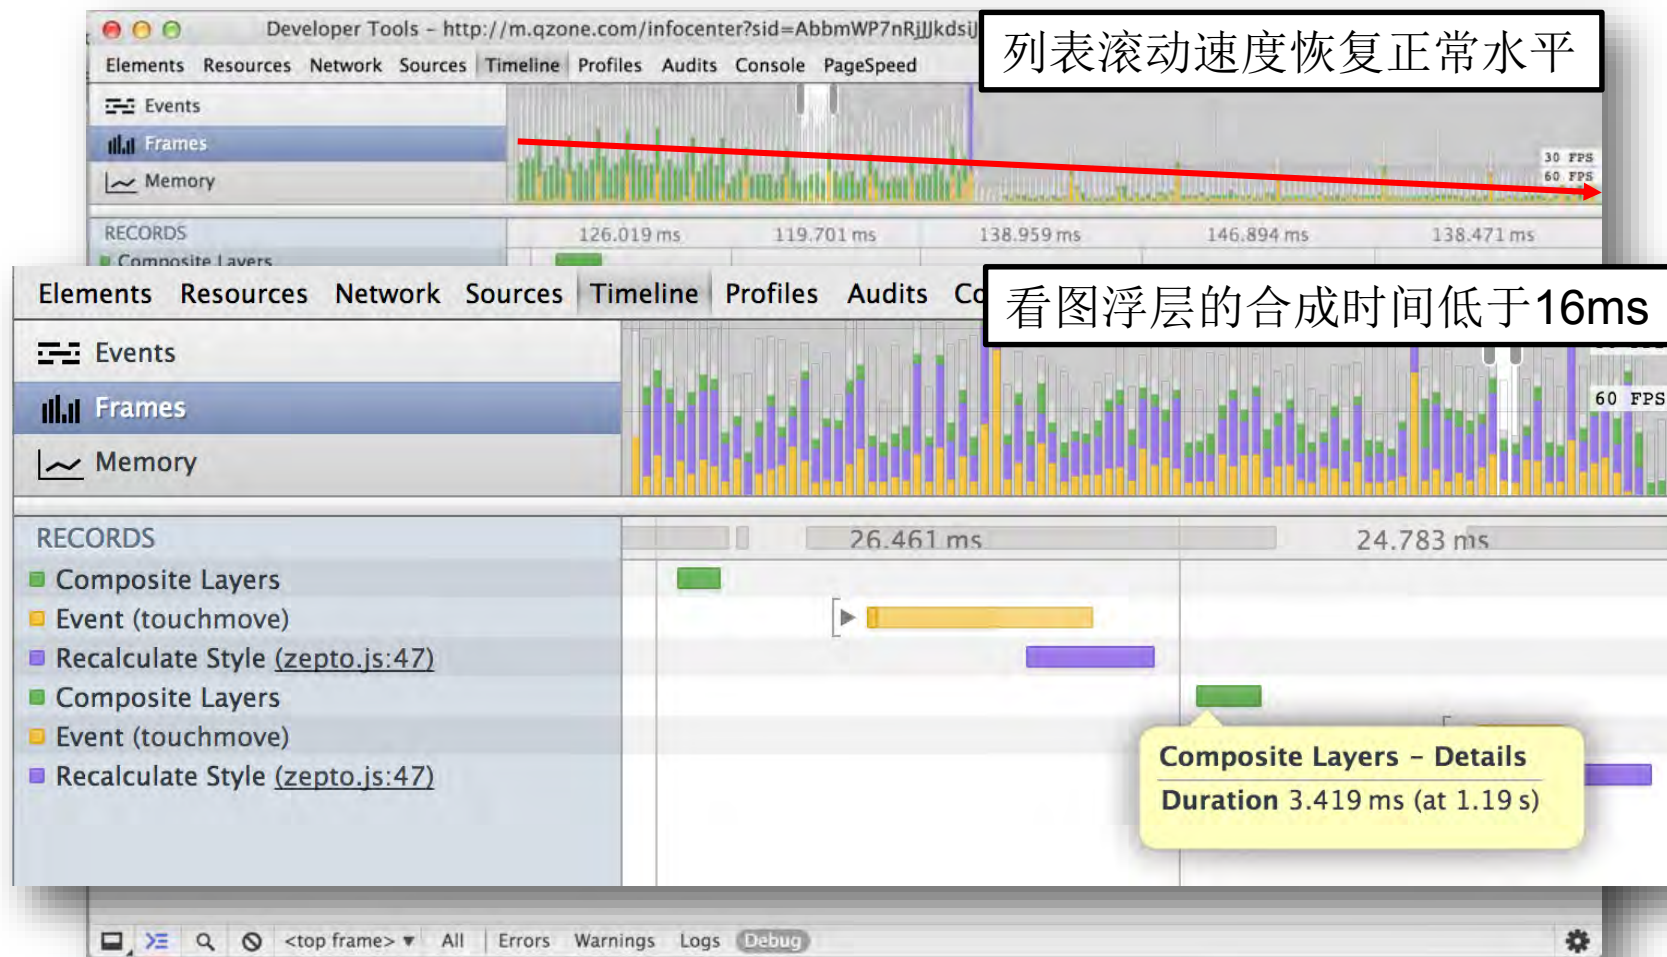 Developer Tools - http://m.qzone.com/infocenter?sid=AbbmWP7nRjJJkdsiJ
列表滚动速度恢复正常水平
Elements Resources Network Sources Timeline Profiles Audits Console PageSpeed
Events
Frames
Memory
30 FPS
60 FPS
RECORDS
126.019 ms 119.701 ms 138.959 ms 146.894 ms 138.471 ms
Composite Layers
Elements Resources Network Sources Timeline Profiles Audits Co
看图浮层的合成时间低于16ms
Events
Frames
Memory
60 FPS
RECORDS
26.461 ms 24.783 ms
Composite Layers
Event (touchmove)
Recalculate Style (zepto.js:47)
Composite Layers
Event (touchmove)
Recalculate Style (zepto.js:47)
Composite Layers - Details
Duration 3.419 ms (at 1.19 s)
<top frame> All Errors Warnings Logs Debug